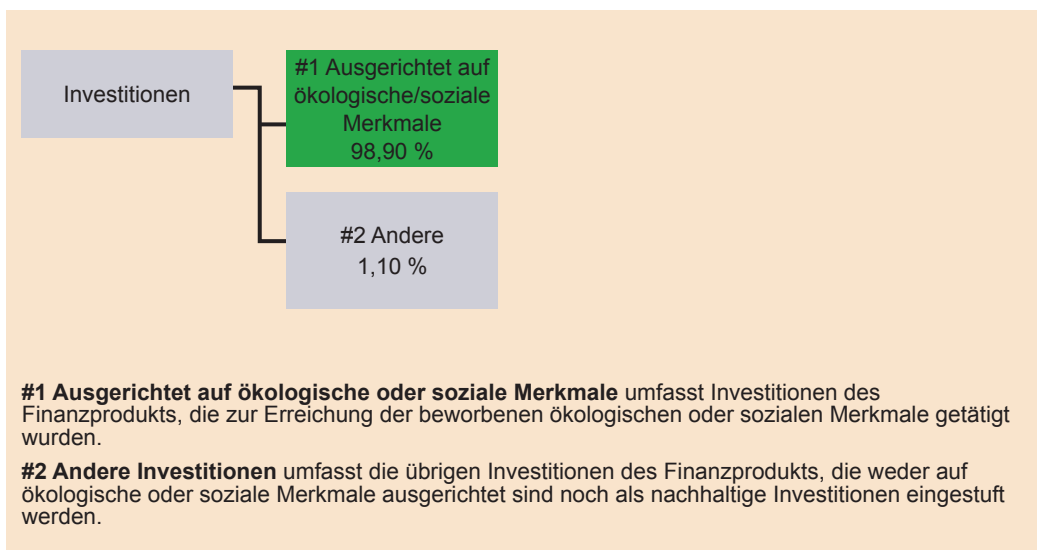 Investitionen
#1 Ausgerichtet auf
ökologische/soziale
Merkmale
98,90 %
#2 Andere
1,10 %
#1 Ausgerichtet auf ökologische oder soziale Merkmale umfasst Investitionen des
Finanzprodukts, die zur Erreichung der beworbenen ökologischen oder sozialen Merkmale getätigt
wurden.
#2 Andere Investitionen umfasst die übrigen Investitionen des Finanzprodukts, die weder auf
ökologische oder soziale Merkmale ausgerichtet sind noch als nachhaltige Investitionen eingestuft
werden.